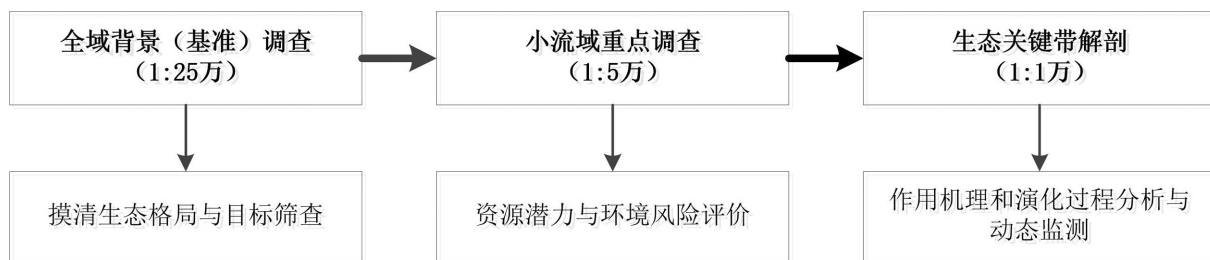 全域背景（基准）调查
（1:25万）
小流域重点调查
（1:5万）
生态关键带解剖
（1:1万）
摸清生态格局与目标筛查
资源潜力与环境风险评价
作用机理和演化过程分析与
动态监测